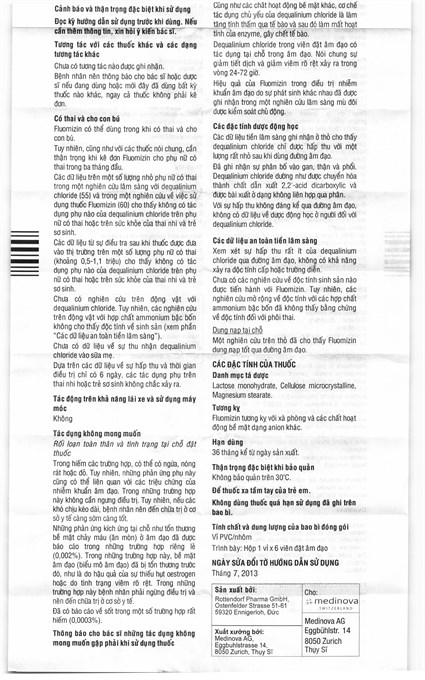 Cảnh báo và thận trọng đặc biệt khi sử dụng
Đọc kỹ hướng dẫn sử dụng trước khi dùng. Nếu
cần thêm thông tin, xin hỏi ý kiến bác sĩ.
Tương tác với các thuốc khác và các dạng
tương tác khác
Chưa có tương tác nào được ghi nhận.
Bệnh nhân nên thông báo cho bác sĩ hoặc dược
sĩ nếu đang dùng hoặc mới đây đã dùng bất kỳ
thuốc nào khác, ngay cả thuốc không phải kê
đơn.
Có thai và cho con bú
Fluomizin có thể dùng trong khi có thai và cho
con bú.
Tuy nhiên, cũng như với các thuốc nói chung, cần
thận trọng khi kê đơn Fluomizin cho phụ nữ có
thai trong ba tháng đầu.
Các dữ liệu trên một số lượng nhỏ phụ nữ có thai
trong một nghiên cứu lâm sàng với dequalinium
chloride (55) và trong một nghiên cứu về việc sử
dụng thuốc Fluomizin (60) cho thấy không có tác
dụng phụ nào của dequalinium chloride trên phụ
nữ có thai hoặc trên sức khỏe của thai nhi và trẻ
sơ sinh.
Các dữ liệu từ sự điều tra sau khi thuốc được đưa
vào thị trường trên một số lượng phụ nữ có thai
(khoảng 0,5-1,1 triệu) cho thấy không có tác
dụng phụ nào của dequalinium chloride trên phụ
nữ có thai hoặc trên sức khỏe của thai nhi và trẻ
sơ sinh.
Chưa có nghiên cứu trên động vật với
dequalinium chloride. Tuy nhiên, các nghiên cứu
trên động vật với hợp chất ammonium bậc bốn
không cho thấy độc tính về sinh sản (xem phần
"Các dữ liệu an toàn tiền lâm sàng").
Chưa có dữ liệu về sự thu nhận dequalinium
chloride vào sữa mẹ.
Dựa trên các dữ liệu về sự hấp thu và thời gian
điều trị chỉ có 6 ngày, các tác dụng phụ trên
thai nhi hoặc trẻ sơ sinh không chắc xảy ra.
Tác động trên khả năng lái xe và sử dụng máy
móc
Không
Tác dụng không mong muốn
Rối loạn toàn thân và tình trạng tại chỗ đặt
thuốc
Trong hiếm các trường hợp, có thể có ngứa, nóng
rát hoặc đỏ. Tuy nhiên, những phản ứng phụ này
cũng có thể liên quan với các triệu chứng của
nhiễm khuẩn âm đạo. Trong những trường hợp
này không cần ngưng điều trị. Tuy nhiên, nếu các
khó chịu kéo dài, bệnh nhân nên đến chữa trị ở cơ
sở y tế càng sớm càng tốt.
Những phản ứng kích ứng tại chỗ như tổn thương
bề mặt chảy máu (ăn mòn) ở âm đạo đã được
báo cáo trong những trường hợp riêng lẻ
(0,002%). Trong những trường hợp này, bề mặt
âm đạo (biểu mô âm đạo) đã bị tổn thương trước
đó, như là do hậu quả của sự thiếu hụt oestrogen
hoặc do tình trạng viêm rõ rệt. Trong những
trường hợp này bệnh nhân phải ngừng điều trị và
nên đến chữa trị ở cơ sở y tế.
Đã có báo cáo về sốt trong một số trường hợp rất
hiếm (0,0003%).
Thông báo cho bác sĩ những tác dụng không
mong muốn gặp phải khi sử dụng thuốc
Cũng như các chất hoạt động bề mặt khác, cơ chế
tác dụng chủ yếu của dequalinium chloride là làm
tăng tính thấm qua tế bào và sau đó làm mất hoạt
tính của enzyme, gây chết tế bào.
Dequalinium chloride trong viên đặt âm đạo có
tác dụng tại chỗ trong âm đạo. Nói chung sự
giảm tiết dịch và giảm viêm rõ rệt xảy ra trong
vòng 24-72 giờ.
Hiệu quả của Fluomizin trong điều trị nhiễm
khuẩn âm đạo do sự phát sinh khác nhau đã được
ghi nhận trong một nghiên cứu lâm sàng mù đôi
được kiểm soát chủ động.
Các đặc tính dược động học
Các dữ liệu tiền lâm sàng ghi nhận ở thỏ cho thấy
dequalinium chloride chỉ được hấp thu với một
lượng rất nhỏ sau khi dùng đường âm đạo.
Đã ghi nhận sự phân bố vào gan, thận và phổi.
Dequalinium chloride dường như được chuyển hóa
thành chất dẫn xuất 2,2'-acid dicarboxylic và
được bài xuất ở dạng không liên hợp qua phân.
Với sự hấp thu không đáng kể qua đường âm đạo,
không có dữ liệu về dược động học ở người đối với
dequalinium chloride.
Các dữ liệu an toàn tiền lâm sàng
Xem xét sự hấp thu rất ít của dequalinium
chloride qua đường âm đạo, không có khả năng
xảy ra độc tính cấp hoặc trường diễn.
Chưa có các nghiên cứu về độc tính sinh sản nào
được tiến hành với Fluomizin. Tuy nhiên, các
nghiên cứu mở rộng về độc tính với các hợp chất
ammonium bậc bốn đã không thấy bằng chứng
về độc tính đối với phôi thai.
Dung nạp tại chỗ
Một nghiên cứu trên thỏ đã cho thấy Fluomizin
dung nạp tốt qua đường âm đạo.
CÁC ĐẶC TÍNH CỦA THUỐC
Danh mục tá dược
Lactose monohydrate, Cellulose microcrystalline,
Magnesium stearate.
Tương kỵ
Fluomizin tương kỵ với xà phòng và các chất hoạt
động bề mặt dạng anion khác.
Hạn dùng
36 tháng kể từ ngày sản xuất.
Thận trọng đặc biệt khi bảo quản
Không bảo quản trên 30°C.
Để thuốc xa tầm tay của trẻ em.
Không dùng thuốc quá hạn sử dụng đã ghi trên
bao bì.
Tính chất và dung lượng của bao bì đóng gói
Vỉ PVC/nhôm
Trình bày: Hộp 1 vỉ x 6 viên đặt âm đạo
NGÀY SỬA ĐỔI TỜ HƯỚNG DẪN SỬ DỤNG
Tháng 7, 2013
Sản xuất bởi:
Rottendorf Pharma GmbH,
Ostenfelder Strasse 51-61
59320 Ennigerloh, Đức
Xuất xưởng bởi:
Medinova AG,
Eggbuhlstrasse 14,
8050 Zurich, Thụy Sĩ
Cho:
medinova
SWITZERLAND
Medinova AG
Eggbühlstr. 14
8050 Zurich
Thụy Sĩ